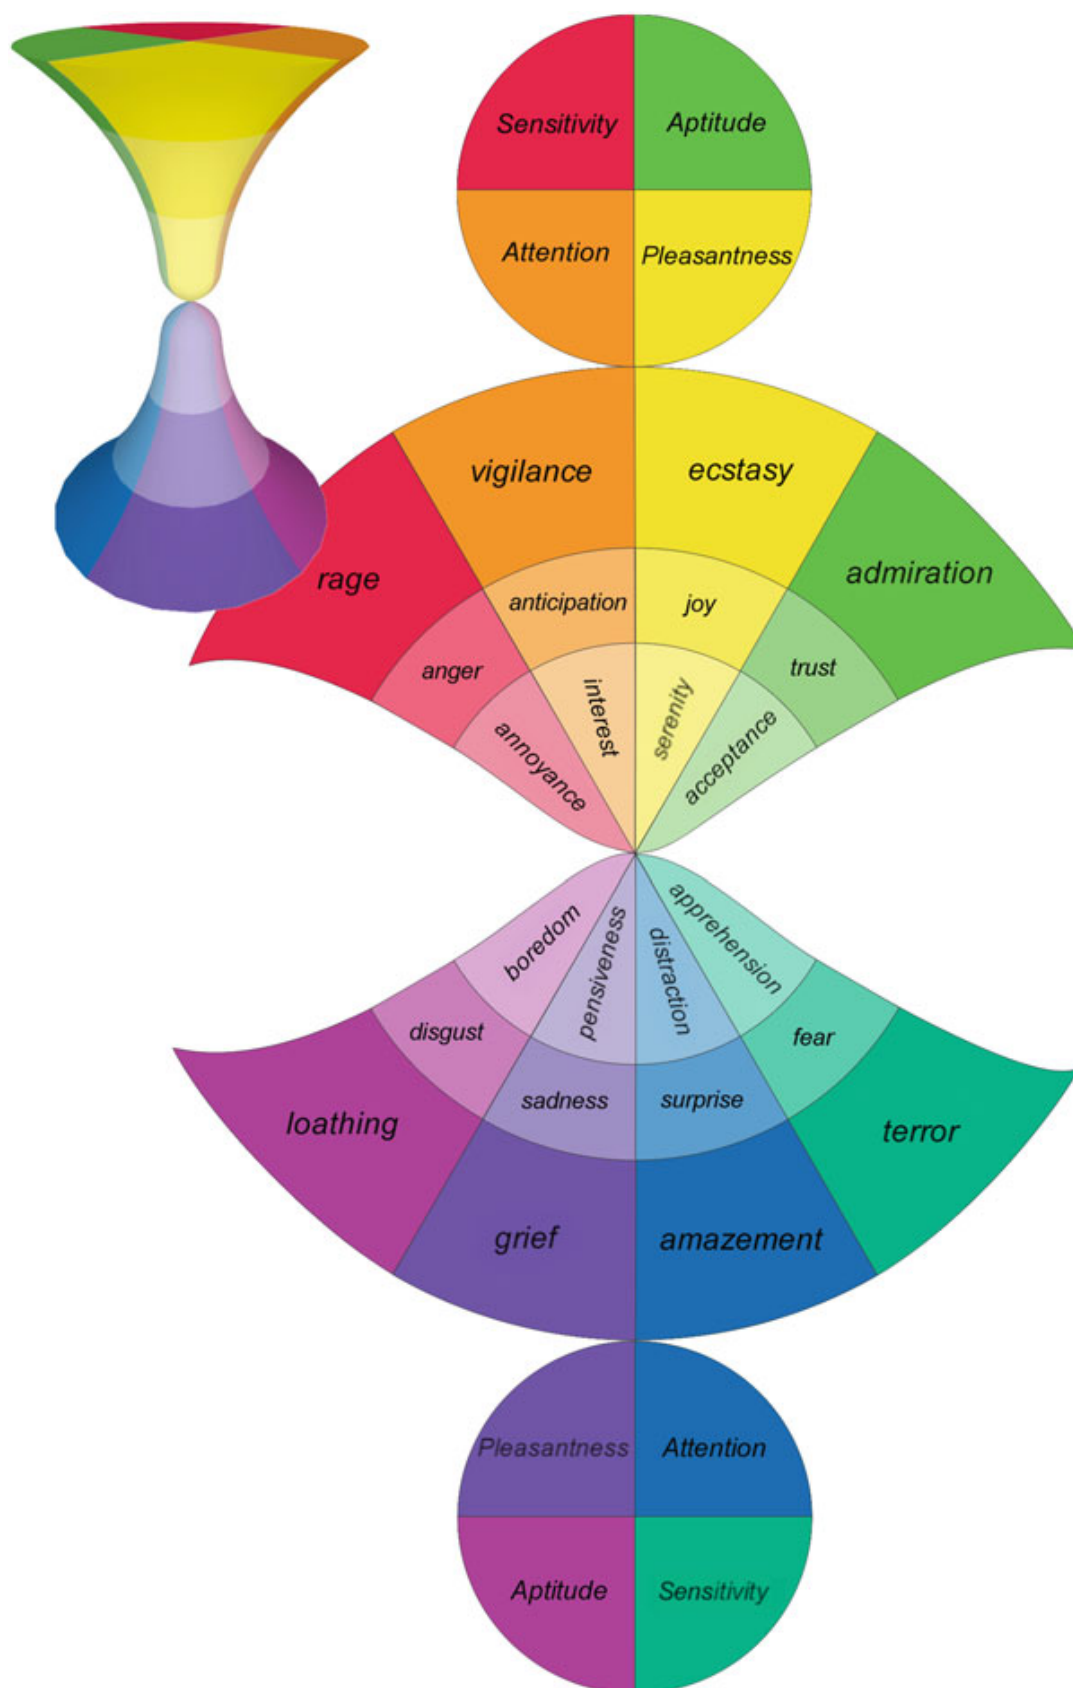 Sensitivity
Aptitude
Attention
Pleasantness
vigilance
ecstasy
rage
admiration
anticipation
joy
anger
trust
interest
serenity
annoyance
acceptance
boredom
pensiveness
distraction
apprehension
disgust
fear
sadness
surprise
loathing
terror
grief
amazement
Pleasantness
Attention
Aptitude
Sensitivity